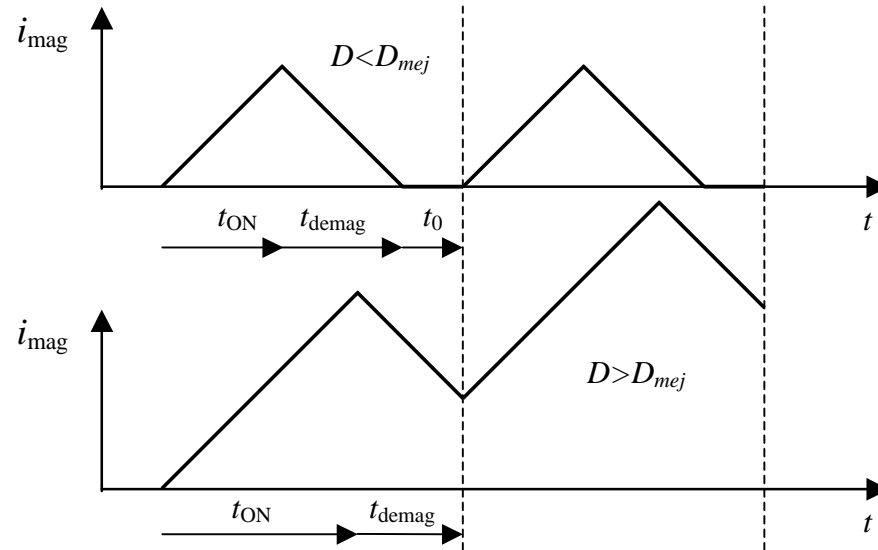 i_mag
D<D_mej
t_ON t_demag t_0
t
i_mag
D>D_mej
t_ON t_demag
t